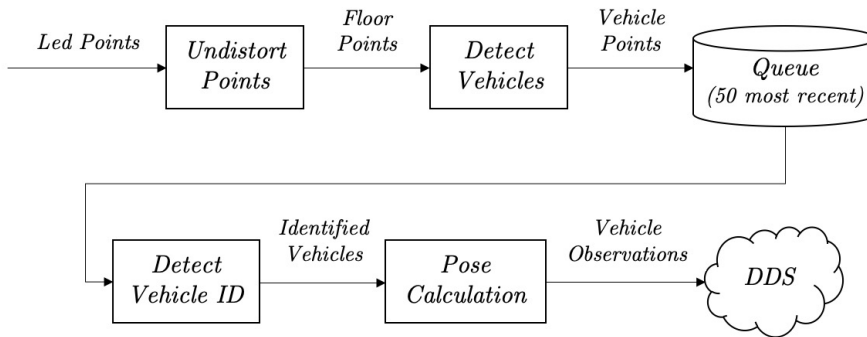 Led Points
Undistort
Points
Floor
Points
Detect
Vehicles
Vehicle
Points
Queue
(50 most recent)
Detect
Vehicle ID
Identified
Vehicles
Pose
Calculation
Vehicle
Observations
DDS